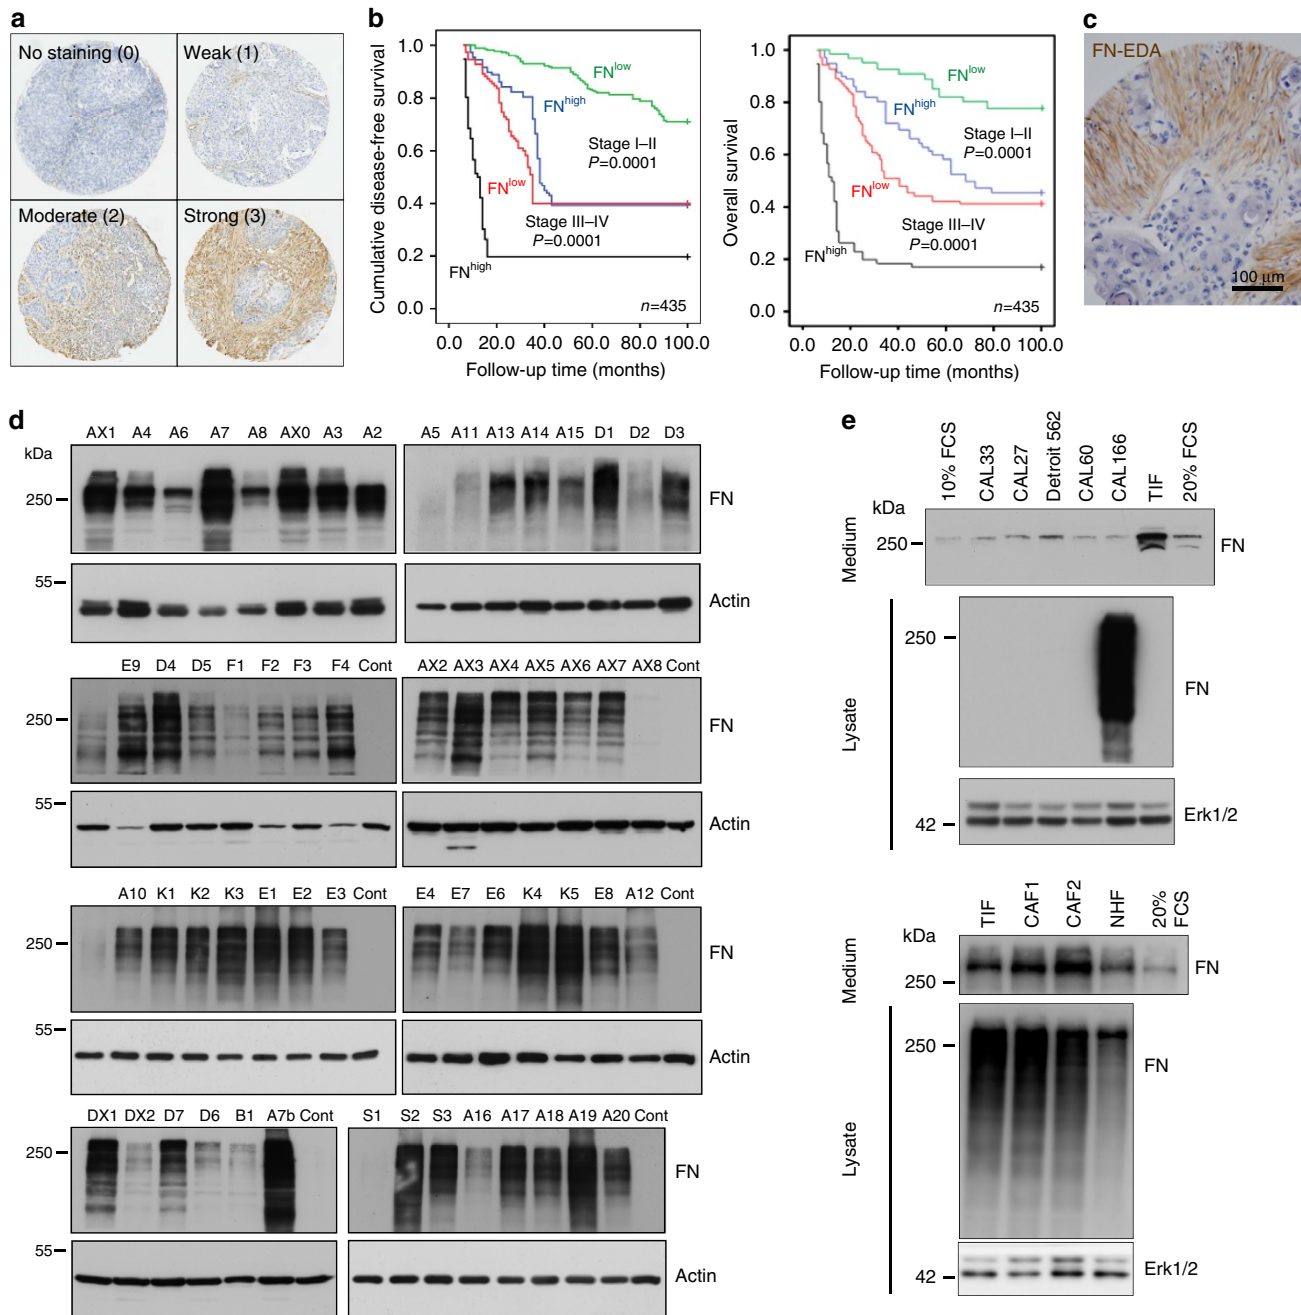 a
No staining (0)
Weak (1)
Moderate (2)
Strong (3)
b
Cumulative disease-free survival
1.0
0.8
0.6
0.4
0.2
0.0
FNlow
FNhigh
Stage I–II
P=0.0001
FNlow
Stage III–IV
P=0.0001
FNhigh
n=435
0.0 20.0 40.0 60.0 80.0 100.0
Follow-up time (months)
Overall survival
1.0
0.8
0.6
0.4
0.2
0.0
FNlow
FNhigh
Stage I–II
P=0.0001
FNlow
Stage III–IV
P=0.0001
FNhigh
n=435
0.0 20.0 40.0 60.0 80.0 100.0
Follow-up time (months)
c
FN-EDA
100 µm
d
AX1 A4 A6 A7 A8 AX0 A3 A2
A5 A11 A13 A14 A15 D1 D2 D3
kDa
250
FN
55
Actin
E9 D4 D5 F1 F2 F3 F4 Cont
AX2 AX3 AX4 AX5 AX6 AX7 AX8 Cont
250
FN
55
Actin
A10 K1 K2 K3 E1 E2 E3 Cont
E4 E7 E6 K4 K5 E8 A12 Cont
250
FN
55
Actin
DX1 DX2 D7 D6 B1 A7b Cont
S1 S2 S3 A16 A17 A18 A19 A20 Cont
250
FN
55
Actin
e
10% FCS
CAL33
CAL27
Detroit 562
CAL60
CAL166
TIF
20% FCS
kDa
Medium
250
FN
Lysate
250
FN
42
Erk1/2
TIF
CAF1
CAF2
NHF
20%
FCS
kDa
Medium
250
FN
Lysate
250
FN
42
Erk1/2